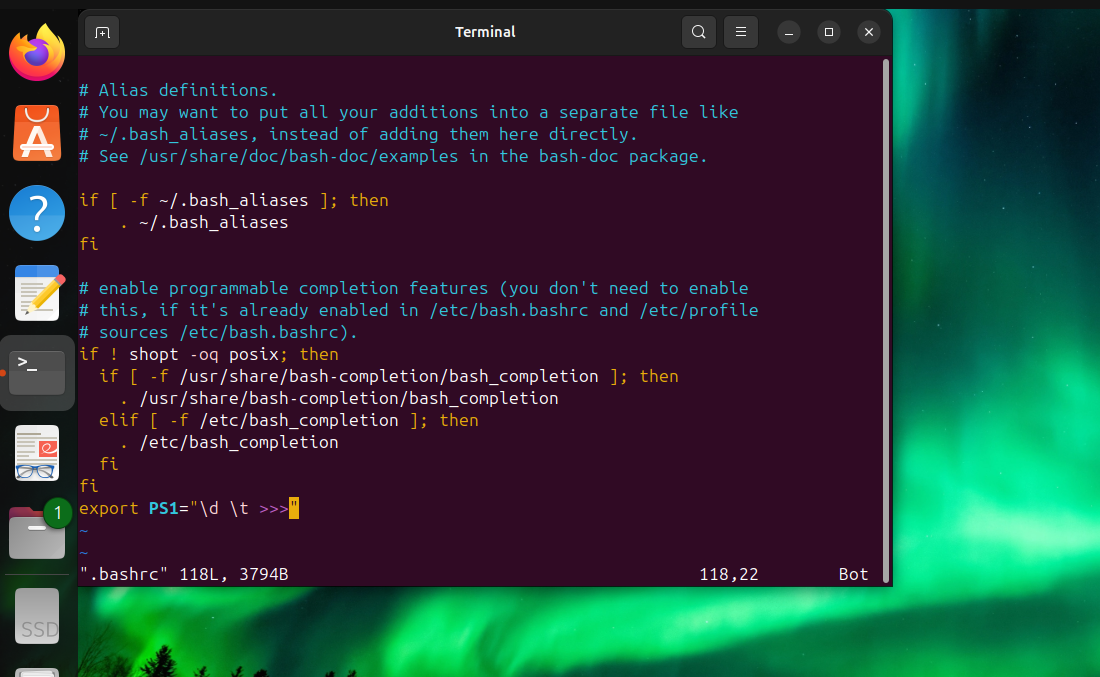 Terminal
# Alias definitions.
# You may want to put all your additions into a separate file like
# ~/.bash_aliases, instead of adding them here directly.
# See /usr/share/doc/bash-doc/examples in the bash-doc package.
if [ -f ~/.bash_aliases ]; then
    . ~/.bash_aliases
fi
# enable programmable completion features (you don't need to enable
# this, if it's already enabled in /etc/bash.bashrc and /etc/profile
# sources /etc/bash.bashrc).
if ! shopt -oq posix; then
  if [ -f /usr/share/bash-completion/bash_completion ]; then
    . /usr/share/bash-completion/bash_completion
  elif [ -f /etc/bash_completion ]; then
    . /etc/bash_completion
  fi
fi
export PS1="\d \t >>>"
~
~
".bashrc" 118L, 3794B 118,22 Bot
A
?
>_
1
SSD